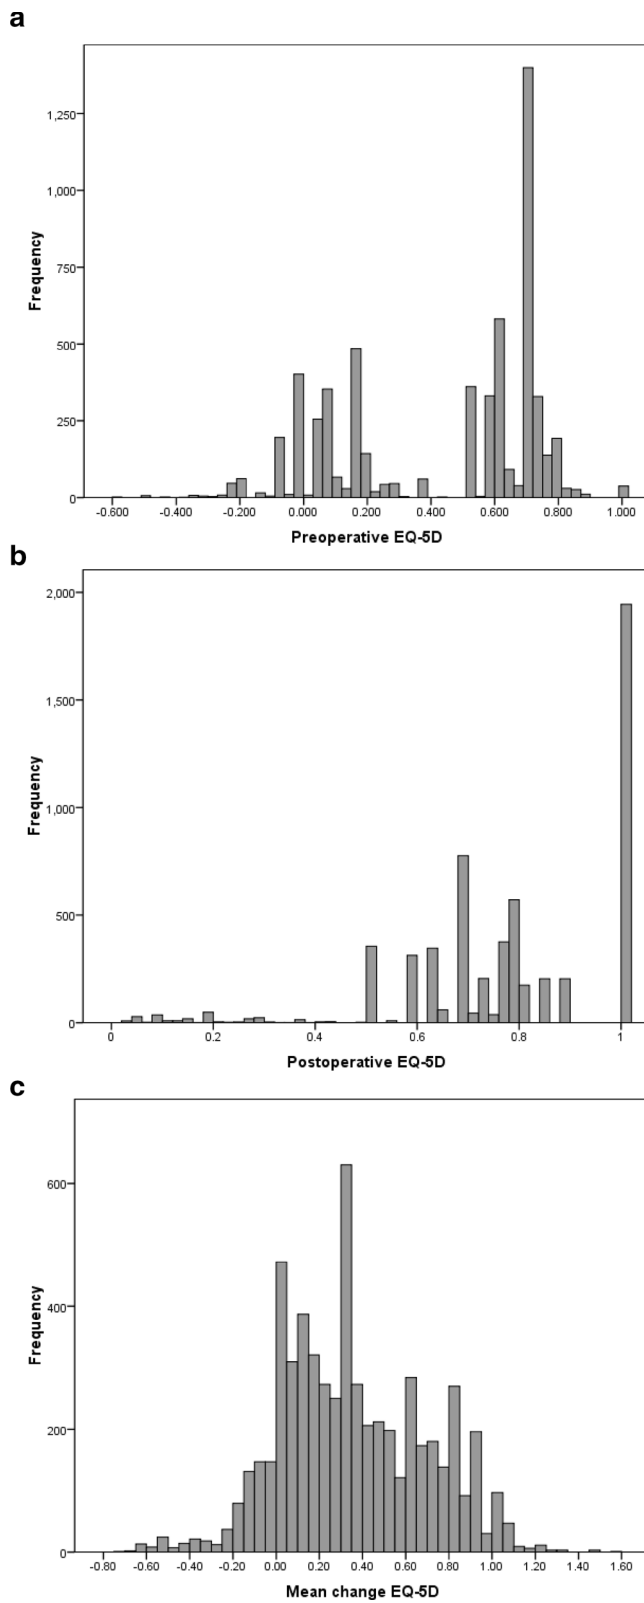 a
1,250
1,000
750
500
250
0
Frequency
-0.600 -0.400 -0.200 0.000 0.200 0.400 0.600 0.800 1.000
Preoperative EQ-5D
b
2,000
1,500
1,000
500
0
Frequency
0 0.2 0.4 0.6 0.8 1
Postoperative EQ-5D
c
600
400
200
0
Frequency
-0.80 -0.60 -0.40 -0.20 0.00 0.20 0.40 0.60 0.80 1.00 1.20 1.40 1.60
Mean change EQ-5D